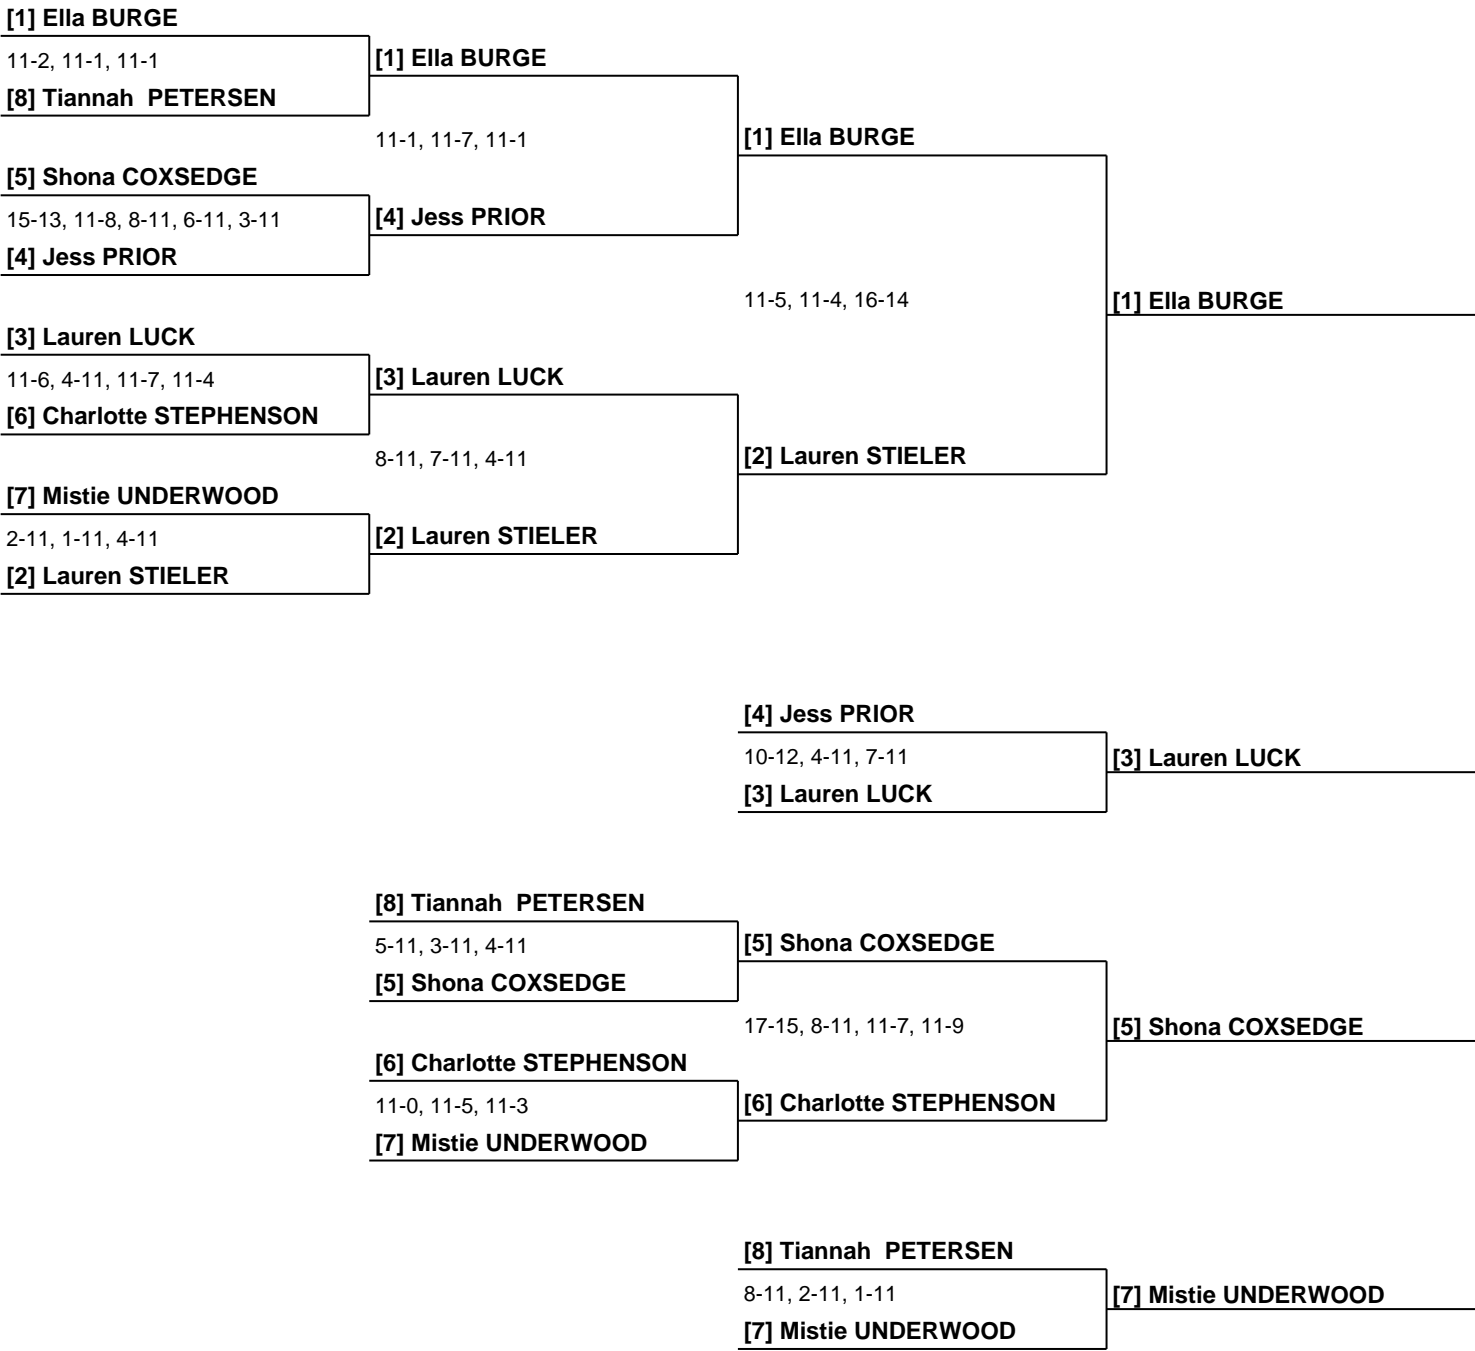 [1] Ella BURGE
11-2, 11-1, 11-1
[1] Ella BURGE
[8] Tiannah  PETERSEN
11-1, 11-7, 11-1
[1] Ella BURGE
[5] Shona COXSEDGE
15-13, 11-8, 8-11, 6-11, 3-11
[4] Jess PRIOR
[4] Jess PRIOR
11-5, 11-4, 16-14
[1] Ella BURGE
[3] Lauren LUCK
11-6, 4-11, 11-7, 11-4
[3] Lauren LUCK
[6] Charlotte STEPHENSON
8-11, 7-11, 4-11
[2] Lauren STIELER
[7] Mistie UNDERWOOD
2-11, 1-11, 4-11
[2] Lauren STIELER
[2] Lauren STIELER
[4] Jess PRIOR
10-12, 4-11, 7-11
[3] Lauren LUCK
[3] Lauren LUCK
[8] Tiannah  PETERSEN
5-11, 3-11, 4-11
[5] Shona COXSEDGE
[5] Shona COXSEDGE
17-15, 8-11, 11-7, 11-9
[5] Shona COXSEDGE
[6] Charlotte STEPHENSON
11-0, 11-5, 11-3
[6] Charlotte STEPHENSON
[7] Mistie UNDERWOOD
[8] Tiannah  PETERSEN
8-11, 2-11, 1-11
[7] Mistie UNDERWOOD
[7] Mistie UNDERWOOD